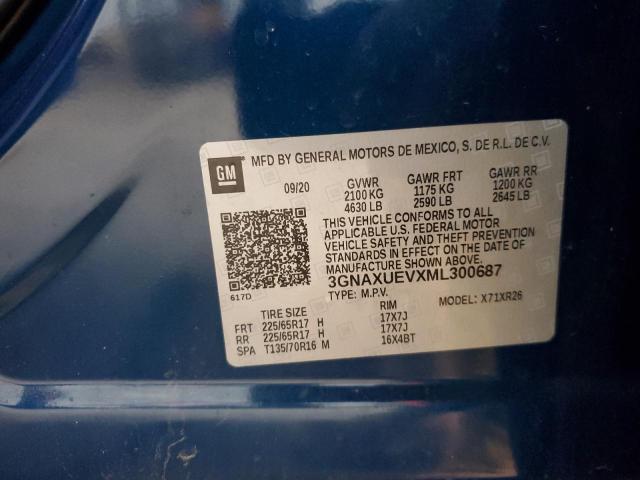 GM
MFD BY GENERAL MOTORS DE MEXICO, S. DE R.L. DE C.V.
09/20 GVWR GAWR FRT GAWR RR
2100 KG 1175 KG 1200 KG
4630 LB 2590 LB 2645 LB
THIS VEHICLE CONFORMS TO ALL
APPLICABLE U.S. FEDERAL MOTOR
VEHICLE SAFETY AND THEFT PREVENTION
STANDARDS IN EFFECT ON THE DATE OF
MANUFACTURE SHOWN ABOVE.
3GNAXUEVXML300687
617D
TYPE: M.P.V. MODEL: X71XR26
TIRE SIZE RIM
FRT 225/65R17 H 17X7J
RR 225/65R17 H 17X7J
SPA T135/70R16 M 16X4BT